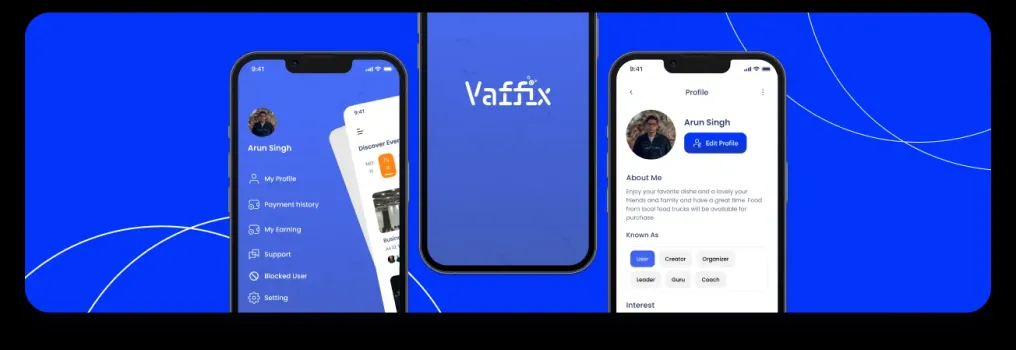 9:41
Arun Singh
My Profile
Payment history
My Earning
Support
Blocked User
Setting
9:41
Discover Even
Busin
Vaffix
9:41
Profile
Arun Singh
Edit Profile
About Me
Enjoy your favorite dishe and a lovely your
friends and family and have a great time. Food
from local food trucks will be available for
purchase
Known As
User
Creator
Organizer
Leader
Guru
Coach
Interest